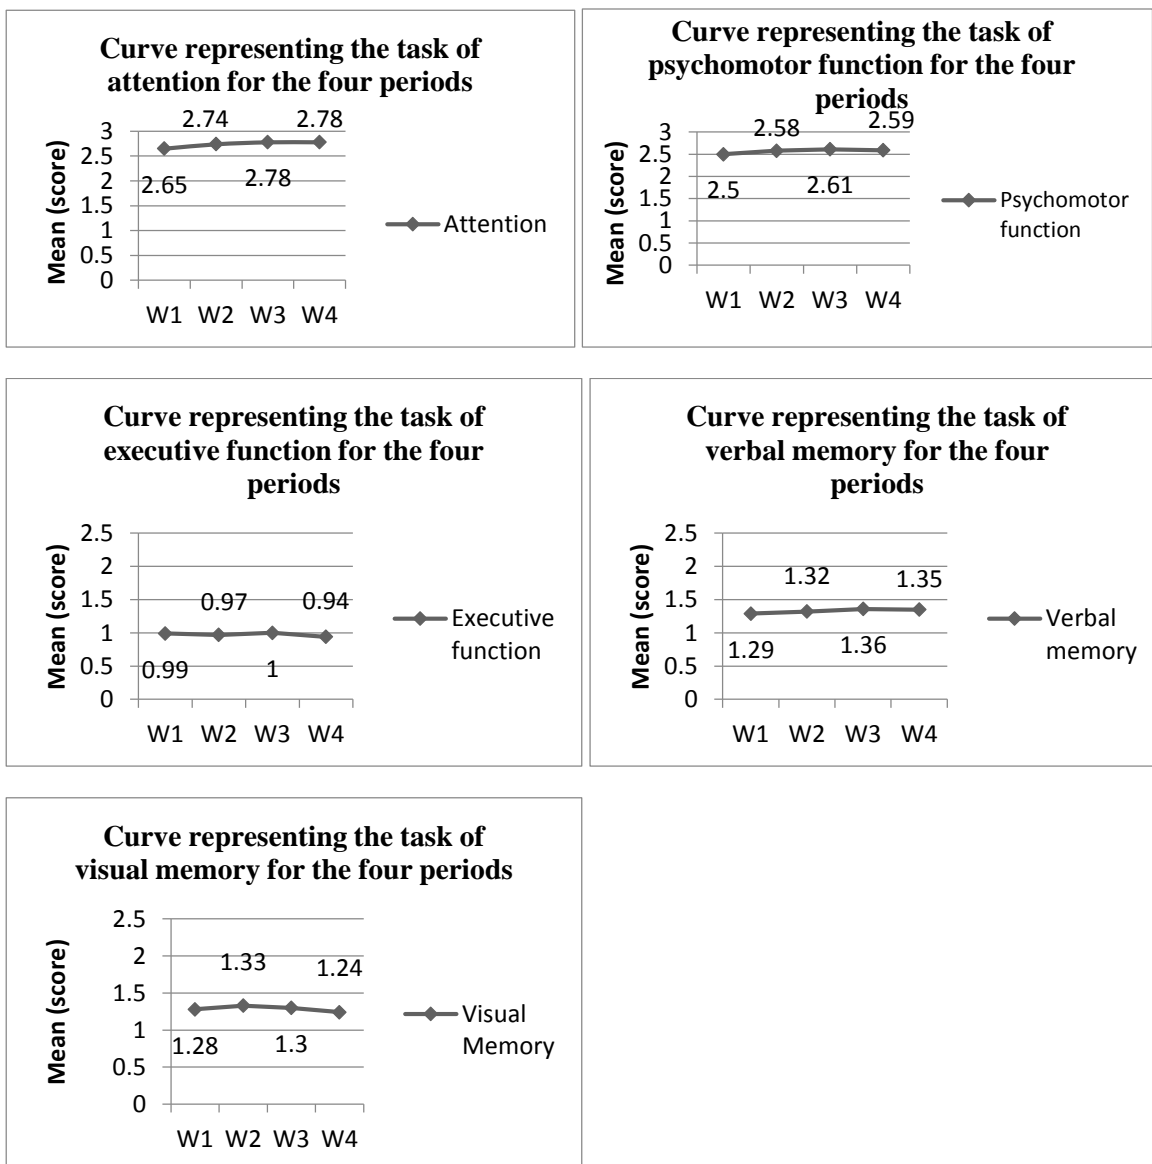 Curve representing the task of
attention for the four periods
2.74
2.78
3
2.5
2.65
2.78
2
1.5
1
0.5
0
Mean (score)
W1 W2 W3 W4
Attention
Curve representing the task of
psychomotor function for the four
periods
2.58
2.59
3
2.5
2.5
2.61
2
1.5
1
0.5
0
Mean (score)
W1 W2 W3 W4
Psychomotor
function
Curve representing the task of
executive function for the four
periods
2.5
2
1.5
0.97
0.94
1
0.5
0.99
1
0
Mean (score)
W1 W2 W3 W4
Executive
function
Curve representing the task of
verbal memory for the four
periods
2.5
2
1.32
1.35
1.5
1
1.29
1.36
0.5
0
Mean (score)
W1 W2 W3 W4
Verbal
memory
Curve representing the task of
visual memory for the four periods
2.5
2
1.33
1.24
1.5
1
1.28
1.3
0.5
0
Mean (score)
W1 W2 W3 W4
Visual
Memory